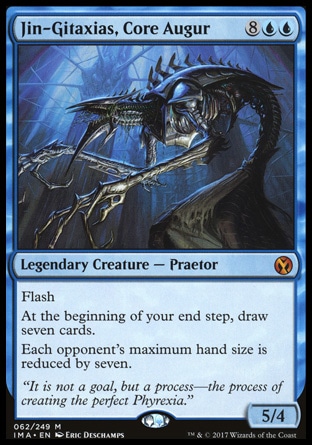 Jin-Gitaxias, Core Augur 8
Legendary Creature — Praetor
Flash
At the beginning of your end step, draw
seven cards.
Each opponent's maximum hand size
is reduced by seven.
"It is not a goal, but a process—the process of
creating the perfect Phyrexia."
5/4
062/249 M
IMA • EN Eric Deschamps
™ & © 2017 Wizards of the Coast